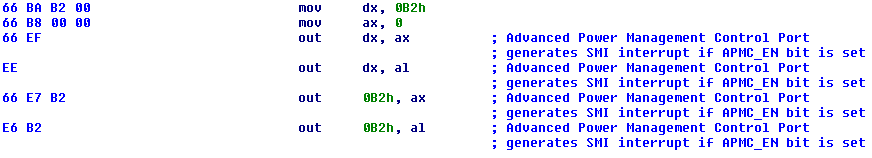 66 BA B2 00 mov dx, 0B2h
66 B8 00 00 mov ax, 0
66 EF out dx, ax ; Advanced Power Management Control Port
; generates SMI interrupt if APMC_EN bit is set
EE out dx, al ; Advanced Power Management Control Port
; generates SMI interrupt if APMC_EN bit is set
66 E7 B2 out 0B2h, ax ; Advanced Power Management Control Port
; generates SMI interrupt if APMC_EN bit is set
E6 B2 out 0B2h, al ; Advanced Power Management Control Port
; generates SMI interrupt if APMC_EN bit is set